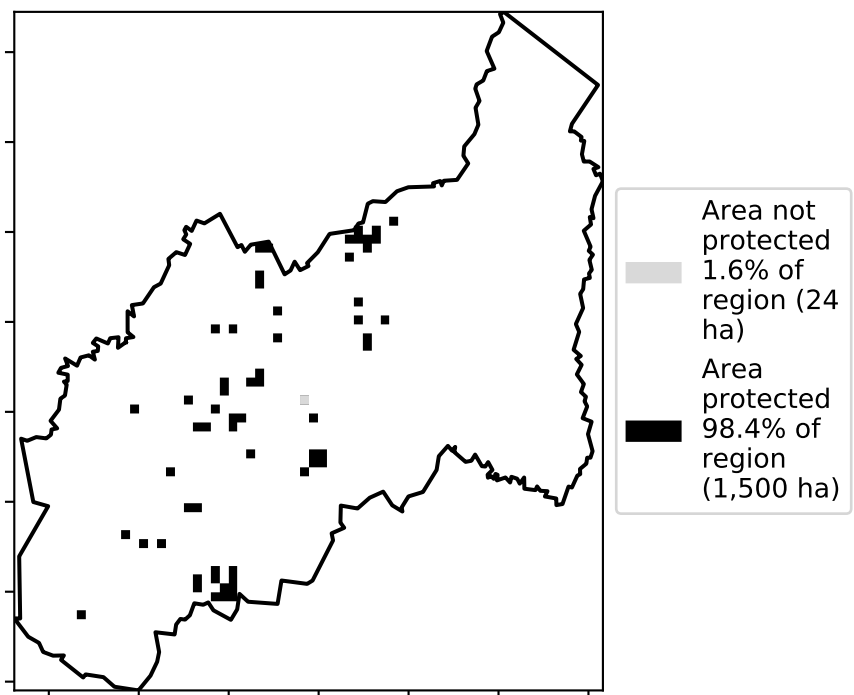 Area not
protected
1.6% of
region (24
ha)
Area
protected
98.4% of
region
(1,500 ha)